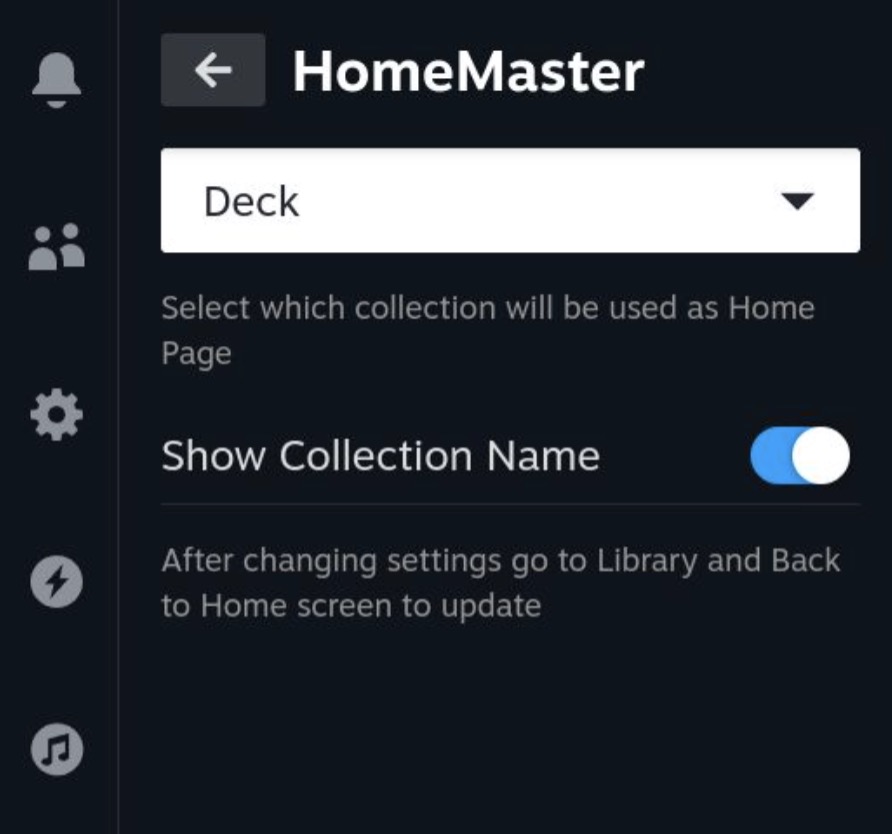 HomeMaster
Deck
Select which collection will be used as Home
Page
Show Collection Name
After changing settings go to Library and Back
to Home screen to update